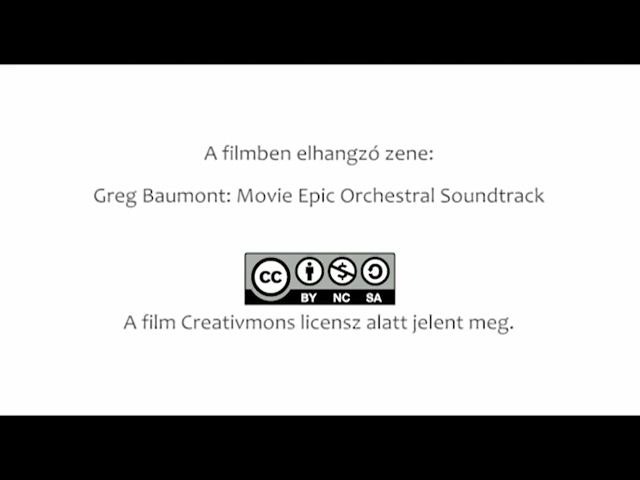 A filmben elhangzó zene:
Greg Baumont: Movie Epic Orchestral Soundtrack
cc
BY NC SA
A film Creativmons licensz alatt jelent meg.